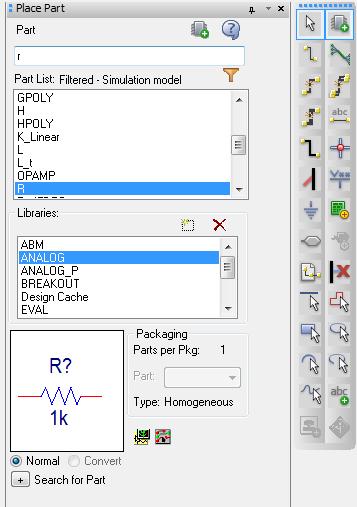 Place Part
Part
r
Part List: Filtered - Simulation model
GPOLY
H
HPOLY
K_Linear
L
L_t
OPAMP
R
Libraries:
ABM
ANALOG
ANALOG_P
BREAKOUT
Design Cache
EVAL
R?
1k
Packaging
Parts per Pkg: 1
Part:
Type: Homogeneous
Normal Convert
+ Search for Part
abc
abc